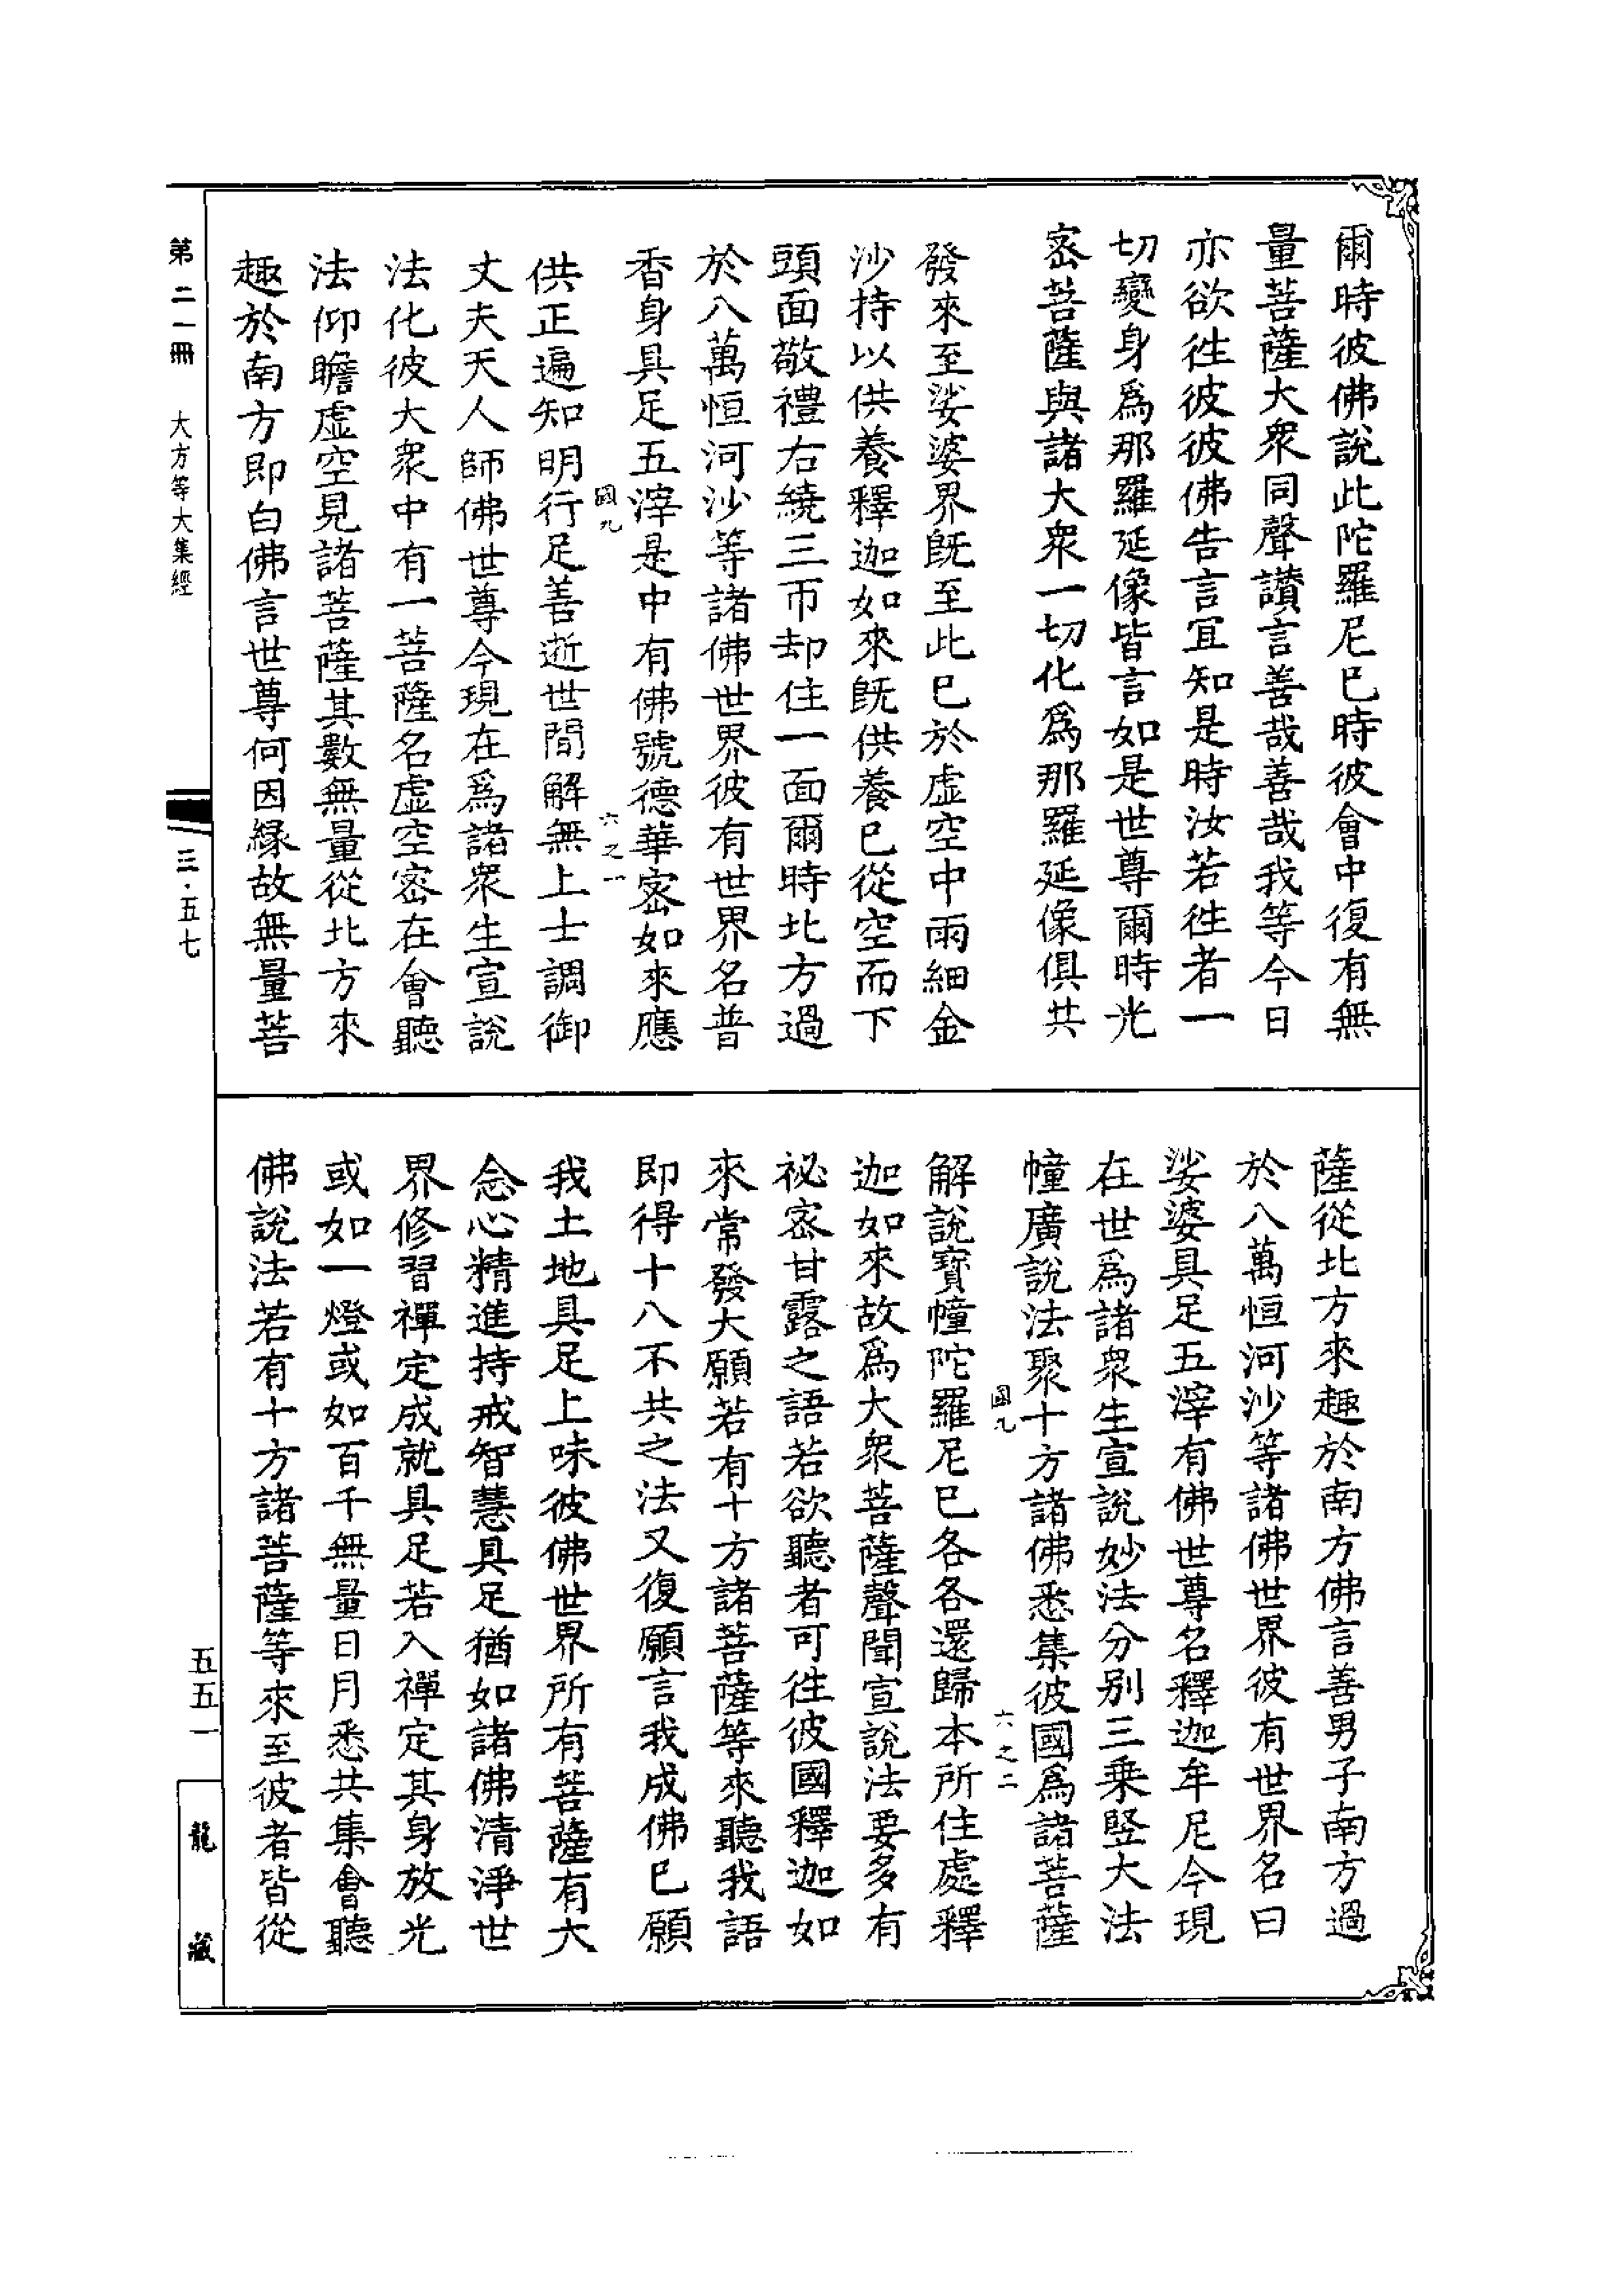 爾時彼佛說此陀羅尼已時彼會中復有無
量菩薩大衆同聲讚言善哉善哉我等今日
亦欲往彼彼佛告言宜知是時汝若往者一
切變身爲那羅延像皆言如是世尊爾時光
密菩薩與諸大衆一切化爲那羅延像俱共
發來至娑婆界既至此已於虛空中雨細金
沙持以供養釋迦如來既供養已從空而下
頭面敬禮右繞三帀却住一面爾時北方過
於八萬恒河沙等諸佛世界彼有世界名普
香身具足五滓是中有佛號德華密如來應
國九 六之一
供正遍知明行足善逝世間解無上士調御
丈夫天人師佛世尊今現在爲諸衆生宣說
法化彼大衆中有一菩薩名虛空密在會聽
法仰瞻虛空見諸菩薩其數無量從北方來
趣於南方即白佛言世尊何因緣故無量菩
薩從北方來趣於南方佛言善男子南方過
於八萬恒河沙等諸佛世界彼有世界名曰
娑婆具足五滓有佛世尊名釋迦牟尼今現
在世爲諸衆生宣說妙法分别三乘竪大法
幢廣說法聚十方諸佛悉集彼國爲諸菩薩
國九 六之二
解說寶幢陀羅尼已各各還歸本所住處釋
迦如來故爲大衆菩薩聲聞宣說法要多有
祕密甘露之語若欲聽者可往彼國釋迦如
來常發大願若有十方諸菩薩等來聽我語
即得十八不共之法又復願言我成佛已願
我土地具足上味彼佛世界所有菩薩有大
念心精進持戒智慧具足猶如諸佛清淨世
界修習禪定成就具足若入禪定其身放光
或如一燈或如百千無量日月悉共集會聽
佛說法若有十方諸菩薩等來至彼者皆從
第二一冊 大方等大集經
三·五七
五五一
龍藏